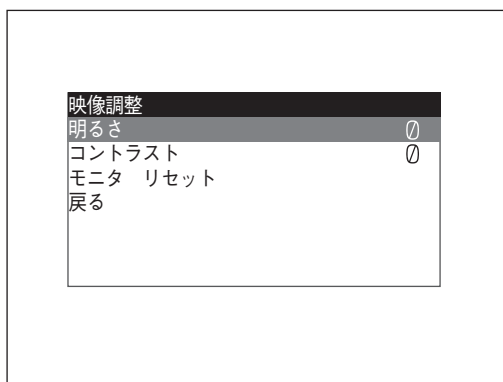 映像調整
明るさ 0
コントラスト 0
モニタ リセット
戻る